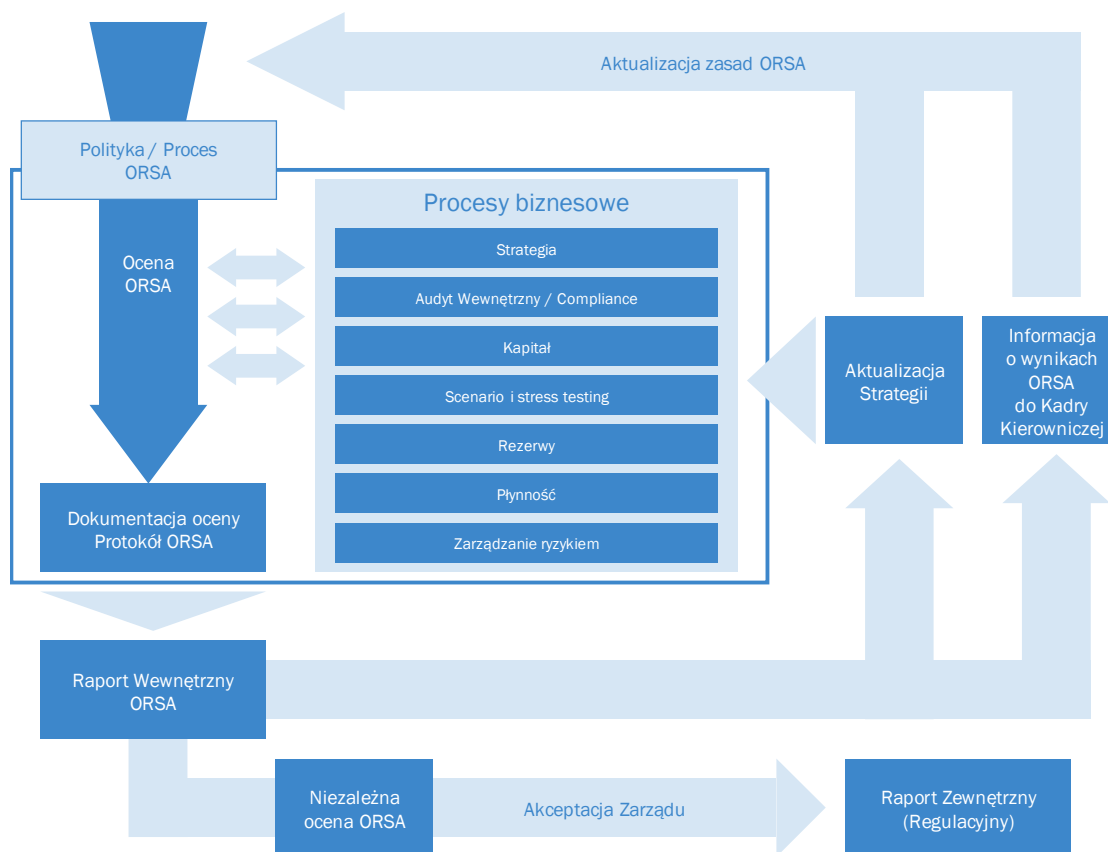 Aktualizacja zasad ORSA
Polityka / Proces
ORSA
Procesy biznesowe
Ocena
ORSA
Strategia
Audyt Wewnętrzny / Compliance
Kapitał
Scenario i stress testing
Rezerwy
Płynność
Zarządzanie ryzykiem
Aktualizacja
Strategii
Informacja
o wynikach
ORSA
do Kadry
Kierowniczej
Dokumentacja oceny
Protokół ORSA
Raport Wewnętrzny
ORSA
Niezależna
ocena ORSA
Akceptacja Zarządu
Raport Zewnętrzny
(Regulacyjny)